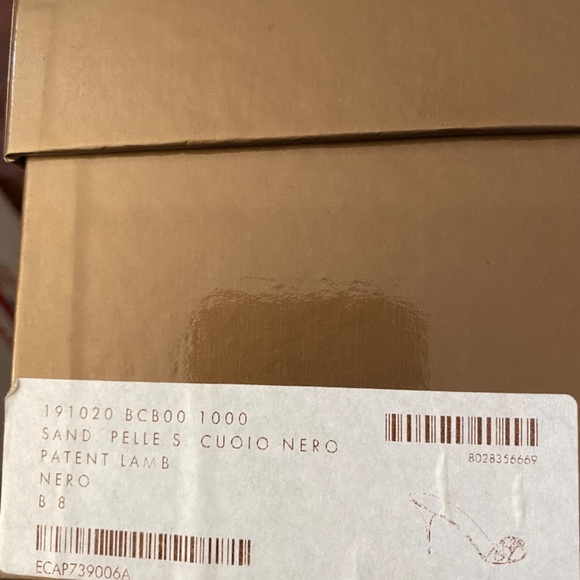 191020 BCB00 1000
SAND. PELLE S. CUOIO NERO
PATENT LAMB
NERO
B 8
8028356669
ECAP739006A